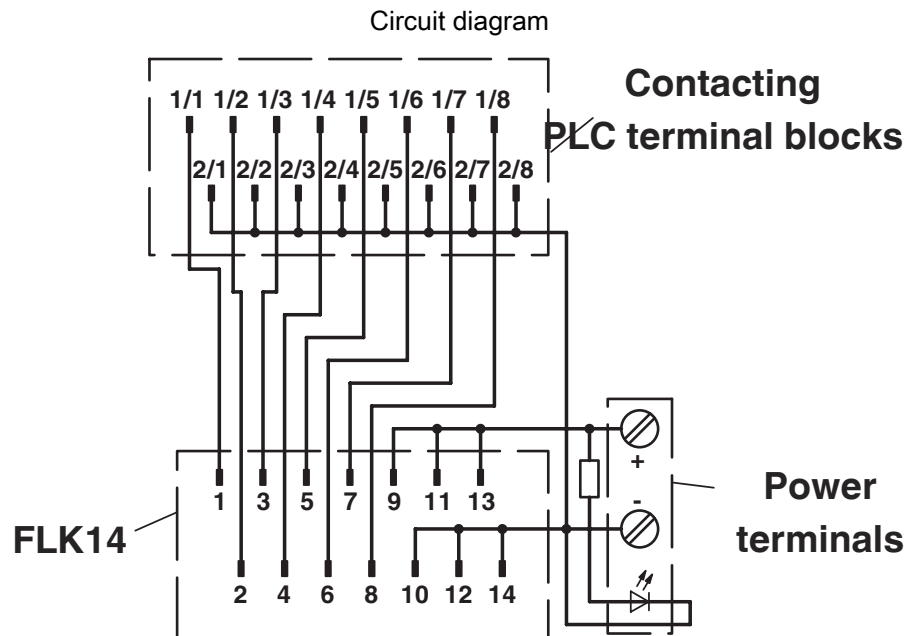 Circuit diagram
Contacting
PLC terminal blocks
1/1 1/2 1/3 1/4 1/5 1/6 1/7 1/8
2/1 2/2 2/3 2/4 2/5 2/6 2/7 2/8
+
-
1 3 5 7 9 11 13
2 4 6 8 10 12 14
FLK14
Power
terminals